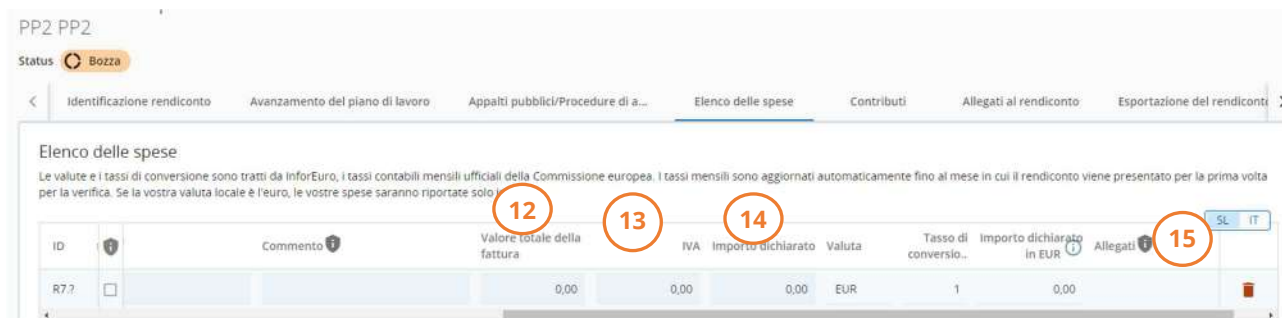 PP2 PP2
Status Bozza
Identificazione rendiconto Avanzamento del piano di lavoro Appalti pubblici/Procedure di a... Elenco delle spese Contributi Allegati al rendiconto Esportazione del rendiconto
Elenco delle spese
Le valute e i tassi di conversione sono tratti da InforEuro, i tassi contabili mensili ufficiali della Commissione europea. I tassi mensili sono aggiornati automaticamente fino al mese in cui il rendiconto viene presentato per la prima volta
per la verifica. Se la vostra valuta locale è l'euro, le vostre spese saranno riportate solo
12 13 14 15
SL IT
ID Commento Valore totale della fattura IVA Importo dichiarato Valuta Tasso di conversio... Importo dichiarato in EUR Allegati
R7.? 0,00 0,00 0,00 EUR 1 0,00